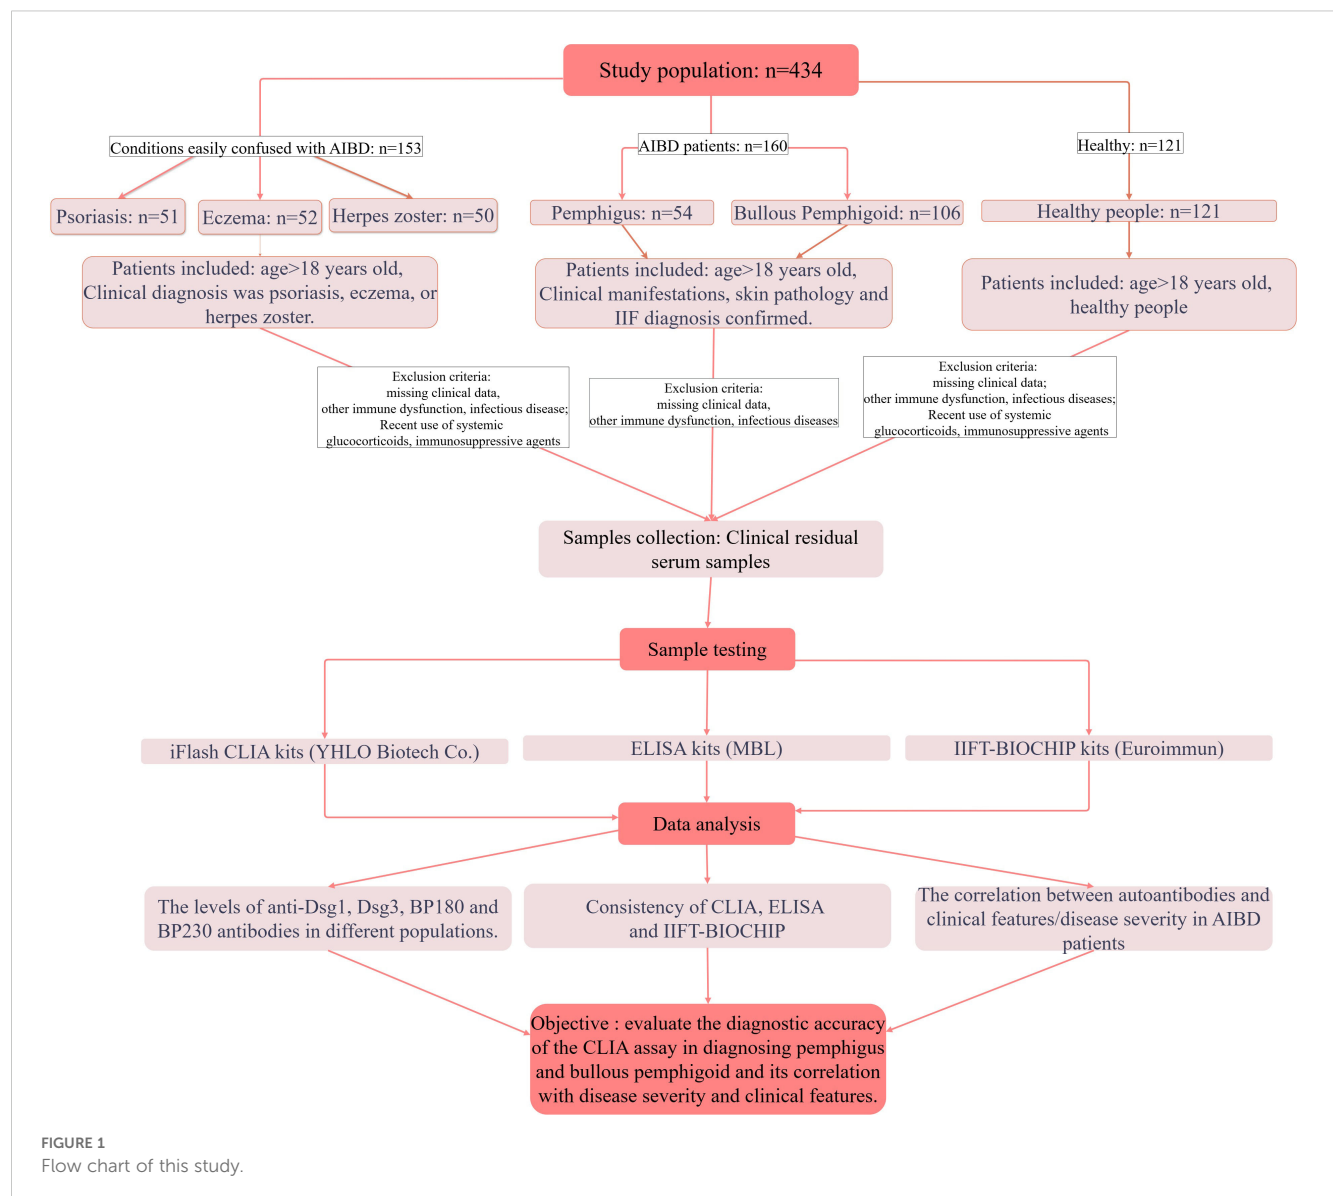 Study population: n=434
Conditions easily confused with AIBD: n=153
AIBD patients: n=160
Healthy: n=121
Psoriasis: n=51
Eczema: n=52
Herpes zoster: n=50
Pemphigus: n=54
Bullous Pemphigoid: n=106
Healthy people: n=121
Patients included: age>18 years old,
Clinical diagnosis was psoriasis, eczema, or
herpes zoster.
Patients included: age>18 years old,
Clinical manifestations, skin pathology and
IIF diagnosis confirmed.
Patients included: age>18 years old,
healthy people
Exclusion criteria:
missing clinical data,
other immune dysfunction, infectious disease;
Recent use of systemic
glucocorticoids, immunosuppressive agents
Exclusion criteria:
missing clinical data,
other immune dysfunction, infectious diseases
Exclusion criteria:
missing clinical data;
other immune dysfunction, infectious diseases;
Recent use of systemic
glucocorticoids, immunosuppressive agents
Samples collection: Clinical residual
serum samples
Sample testing
iFlash CLIA kits (YHLO Biotech Co.)
ELISA kits (MBL)
IIFT-BIOCHIP kits (Euroimmun)
Data analysis
The levels of anti-Dsg1, Dsg3, BP180 and
BP230 antibodies in different populations.
Consistency of CLIA, ELISA
and IIFT-BIOCHIP
The correlation between autoantibodies and
clinical features/disease severity in AIBD
patients
Objective : evaluate the diagnostic accuracy
of the CLIA assay in diagnosing pemphigus
and bullous pemphigoid and its correlation
with disease severity and clinical features.
FIGURE 1
Flow chart of this study.